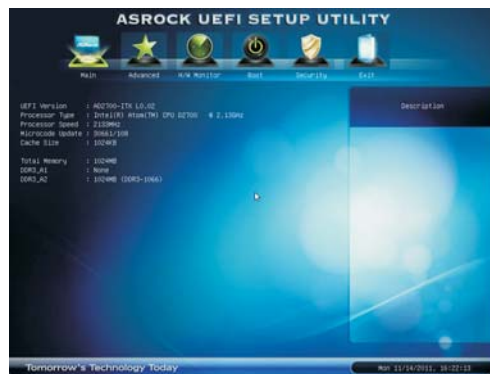 ASROCK UEFI SETUP UTILITY
Main Advanced H/W Monitor Boot Security Exit
UEFI Version : AD2700-ITX L0.02
Processor Type : Intel(R) Atom(TM) CPU D2700 @ 2.13GHz
Processor Speed : 2133MHz
Microcode Update : 30661/108
Cache Size : 1024KB
Total Memory : 1024MB
DDR3_A1 : None
DDR3_A2 : 1024MB (DDR3-1066)
Description
Tomorrow's Technology Today
Mon 11/14/2011, 16:22:13